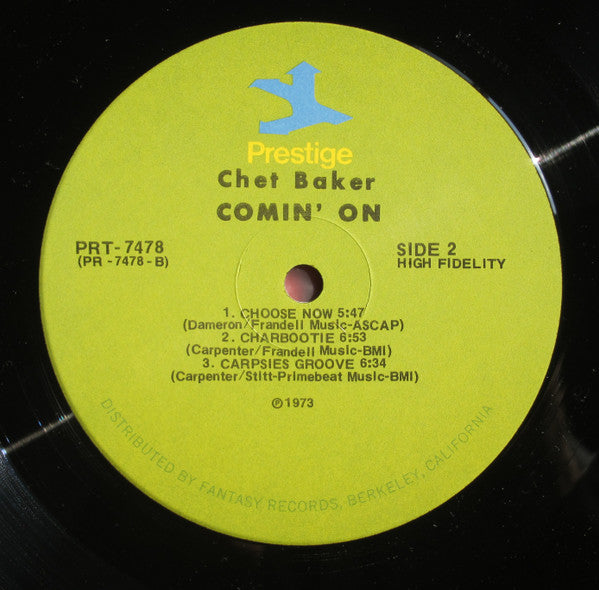 Prestige
Chet Baker
COMIN' ON
PRT-7478
(PR-7478-B)
SIDE 2
HIGH FIDELITY
1. CHOOSE NOW 5:47
(Dameron/Frandell Music-ASCAP)
2. CHARBOOTIE 6:53
(Carpenter/Frandell Music-BMI)
3. CARPSIES GROOVE 6:34
(Carpenter/Stitt-Primebeat Music-BMI)
℗1973
DISTRIBUTED BY FANTASY RECORDS, BERKELEY, CALIFORNIA